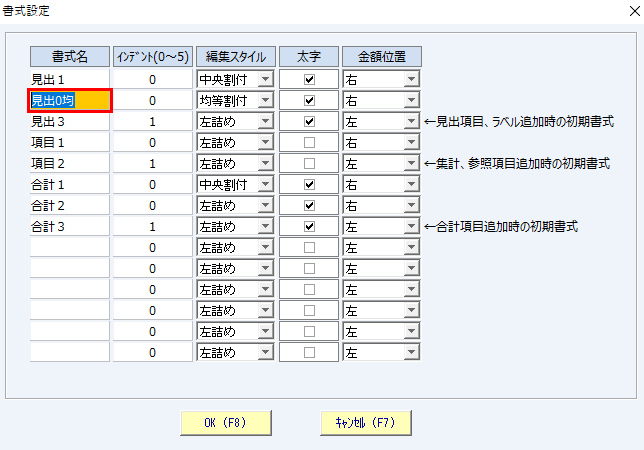 書式設定
書式名 ｲﾝﾃﾞﾝﾄ(0～5) 編集スタイル 太字 金額位置
見出１ 0 中央割付 右
見出0均 0 均等割付 右
見出３ 1 左詰め 左 ←見出項目、ラベル追加時の初期書式
項目１ 0 左詰め 右
項目２ 1 左詰め 左 ←集計、参照項目追加時の初期書式
合計１ 0 中央割付 右
合計２ 0 左詰め 右
合計３ 1 左詰め 左 ←合計項目追加時の初期書式
0 左詰め 左
0 左詰め 左
0 左詰め 左
0 左詰め 左
0 左詰め 左
0 左詰め 左
OK（F8） ｷｬﾝｾﾙ（F7）